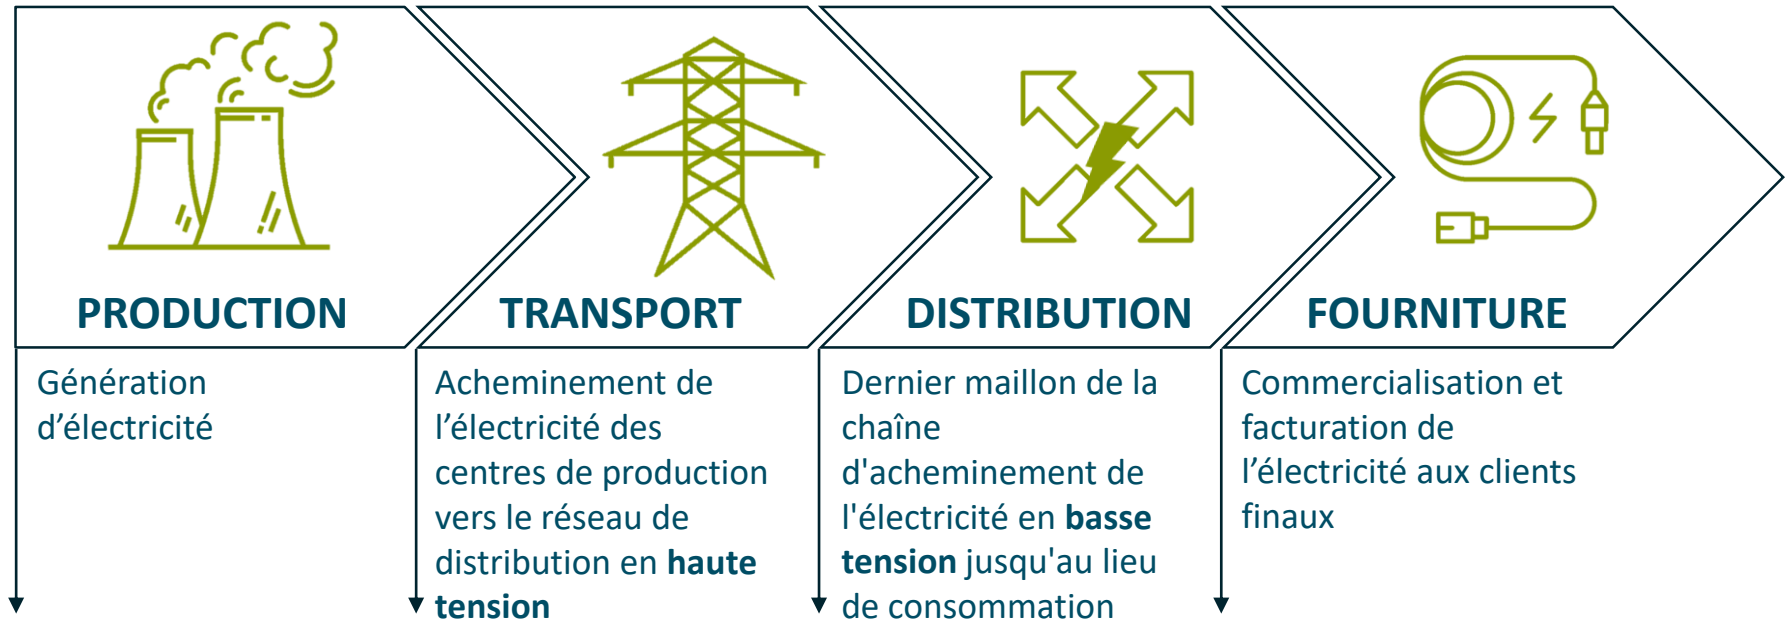 PRODUCTION
TRANSPORT
DISTRIBUTION
FOURNITURE
Génération
d’électricité
Acheminement de
l’électricité des
centres de production
vers le réseau de
distribution en haute
tension
Dernier maillon de la
chaîne
d'acheminement de
l'électricité en basse
tension jusqu'au lieu
de consommation
Commercialisation et
facturation de
l’électricité aux clients
finaux